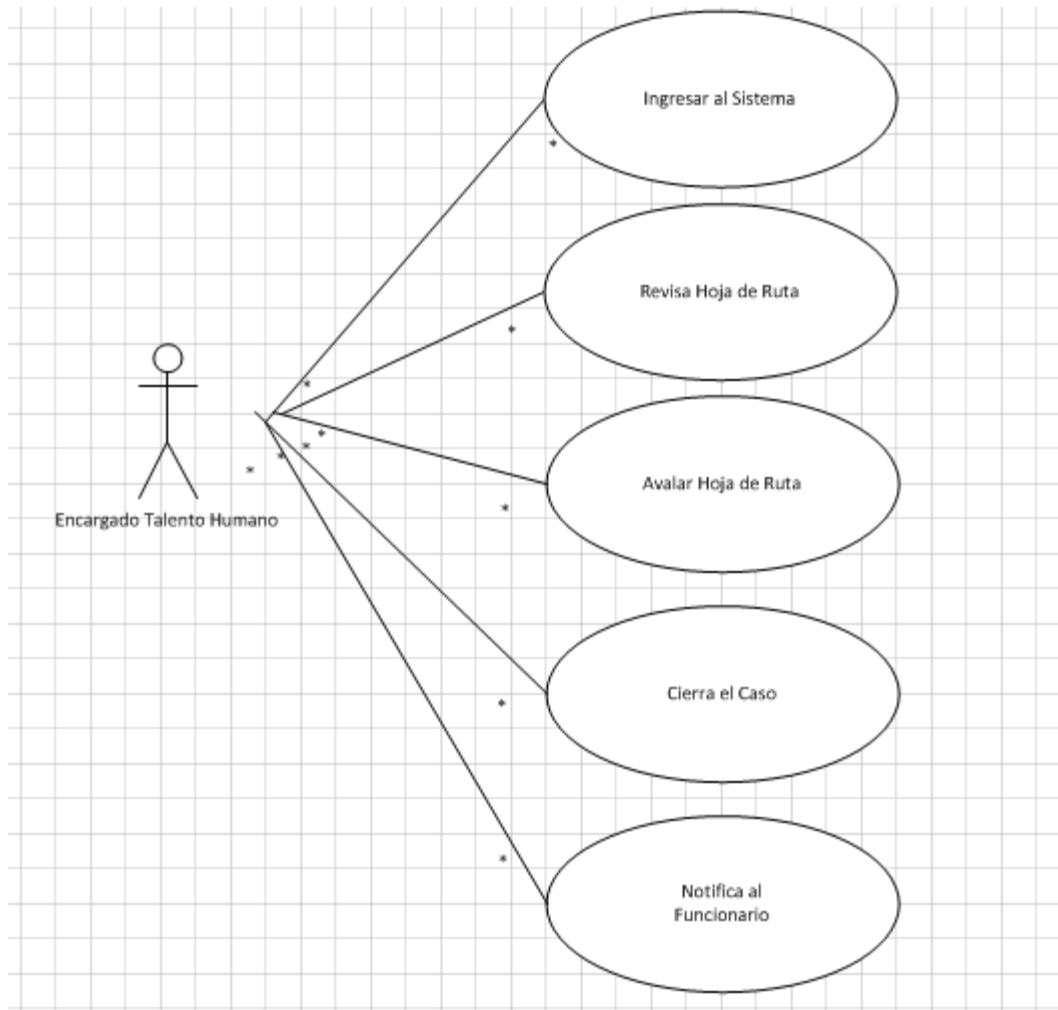 Ingresar al Sistema
*
Revisa Hoja de Ruta
*
*
*
*
*
*
Encargado Talento Humano
Avalar Hoja de Ruta
*
Cierra el Caso
*
*
Notifica al
Funcionario